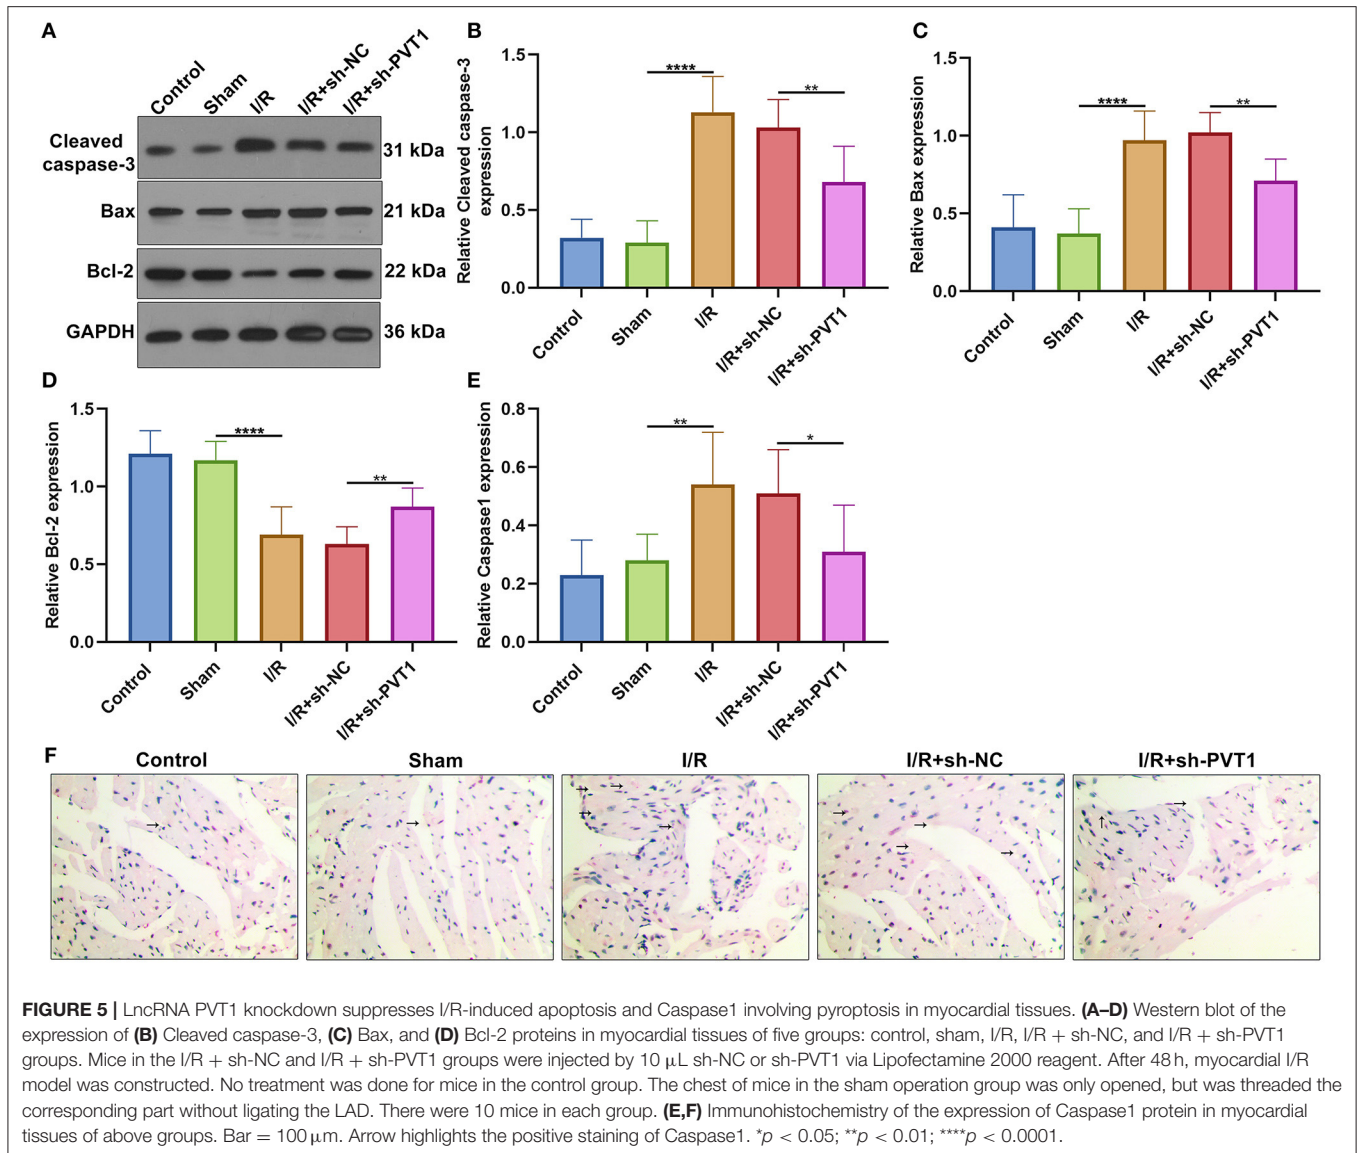 A
Control
Sham
I/R
I/R+sh-NC
I/R+sh-PVT1
Cleaved
caspase-3
31 kDa
Bax
21 kDa
Bcl-2
22 kDa
GAPDH
36 kDa
B
Relative Cleaved caspase-3
expression
1.5
1.0
0.5
0.0
****
**
Control
Sham
I/R
I/R+sh-NC
I/R+sh-PVT1
C
Relative Bax expression
1.5
1.0
0.5
0.0
****
**
Control
Sham
I/R
I/R+sh-NC
I/R+sh-PVT1
D
Relative Bcl-2 expression
1.5
1.0
0.5
0.0
****
**
Control
Sham
I/R
I/R+sh-NC
I/R+sh-PVT1
E
Relative Caspase1 expression
0.8
0.6
0.4
0.2
0.0
**
*
Control
Sham
I/R
I/R+sh-NC
I/R+sh-PVT1
F
Control
Sham
I/R
I/R+sh-NC
I/R+sh-PVT1
FIGURE 5 | LncRNA PVT1 knockdown suppresses I/R-induced apoptosis and Caspase1 involving pyroptosis in myocardial tissues. (A–D) Western blot of the
expression of (B) Cleaved caspase-3, (C) Bax, and (D) Bcl-2 proteins in myocardial tissues of five groups: control, sham, I/R, I/R + sh-NC, and I/R + sh-PVT1
groups. Mice in the I/R + sh-NC and I/R + sh-PVT1 groups were injected by 10 μL sh-NC or sh-PVT1 via Lipofectamine 2000 reagent. After 48 h, myocardial I/R
model was constructed. No treatment was done for mice in the control group. The chest of mice in the sham operation group was only opened, but was threaded the
corresponding part without ligating the LAD. There were 10 mice in each group. (E,F) Immunohistochemistry of the expression of Caspase1 protein in myocardial
tissues of above groups. Bar = 100 μm. Arrow highlights the positive staining of Caspase1. *p < 0.05; **p < 0.01; ****p < 0.0001.